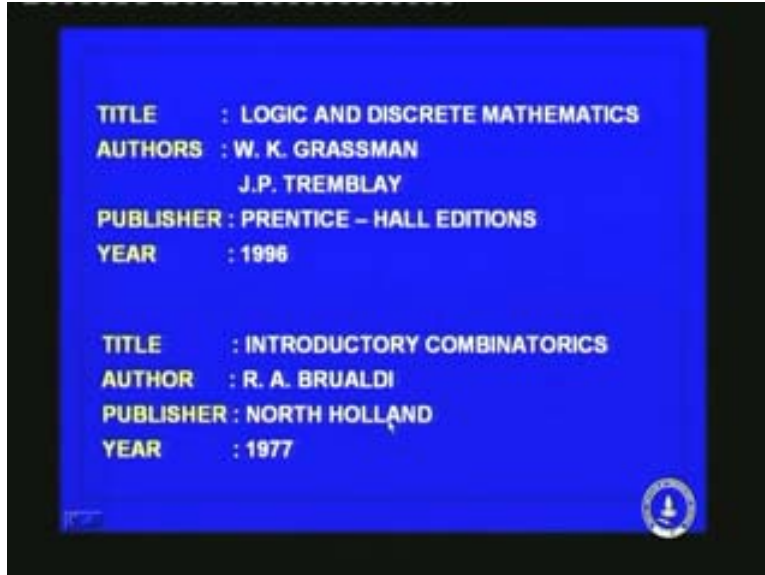 TITLE : LOGIC AND DISCRETE MATHEMATICS
AUTHORS : W. K. GRASSMAN
J.P. TREMBLAY
PUBLISHER : PRENTICE – HALL EDITIONS
YEAR : 1996
TITLE : INTRODUCTORY COMBINATORICS
AUTHOR : R. A. BRUALDI
PUBLISHER : NORTH HOLLAND
YEAR : 1977